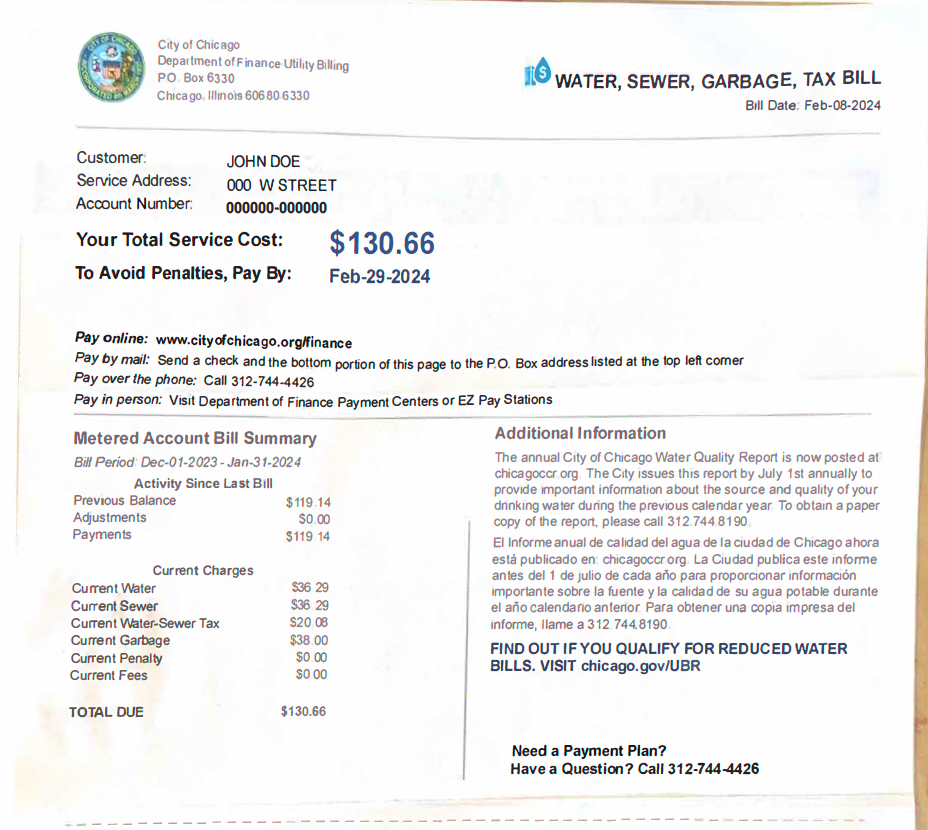 CITY OF CHICAGO
City of Chicago
Department of Finance-Utility Billing
P.O. Box 6330
Chicago, Illinois 60680-6330
$ WATER, SEWER, GARBAGE, TAX BILL
Bill Date: Feb-08-2024
Customer: JOHN DOE
Service Address: 000 W STREET
Account Number: 000000-000000
Your Total Service Cost: $130.66
To Avoid Penalties, Pay By: Feb-29-2024
Pay online: www.cityofchicago.org/finance
Pay by mail: Send a check and the bottom portion of this page to the P.O. Box address listed at the top left corner
Pay over the phone: Call 312-744-4426
Pay in person: Visit Department of Finance Payment Centers or EZ Pay Stations
Metered Account Bill Summary
Bill Period: Dec-01-2023 - Jan-31-2024
Activity Since Last Bill
Previous Balance $119.14
Adjustments $0.00
Payments $119.14
Current Charges
Current Water $36.29
Current Sewer $36.29
Current Water-Sewer Tax $20.08
Current Garbage $38.00
Current Penalty $0.00
Current Fees $0.00
TOTAL DUE $130.66
Additional Information
The annual City of Chicago Water Quality Report is now posted at
chicagoccr.org. The City issues this report by July 1st annually to
provide important information about the source and quality of your
drinking water during the previous calendar year. To obtain a paper
copy of the report, please call 312.744.8190.
El Informe anual de calidad del agua de la ciudad de Chicago ahora
está publicado en: chicagoccr.org. La Ciudad publica este informe
antes del 1 de julio de cada año para proporcionar información
importante sobre la fuente y la calidad de su agua potable durante
el año calendario anterior. Para obtener una copia impresa del
informe, llame a 312.744.8190.
FIND OUT IF YOU QUALIFY FOR REDUCED WATER
BILLS. VISIT chicago.gov/UBR
Need a Payment Plan?
Have a Question? Call 312-744-4426